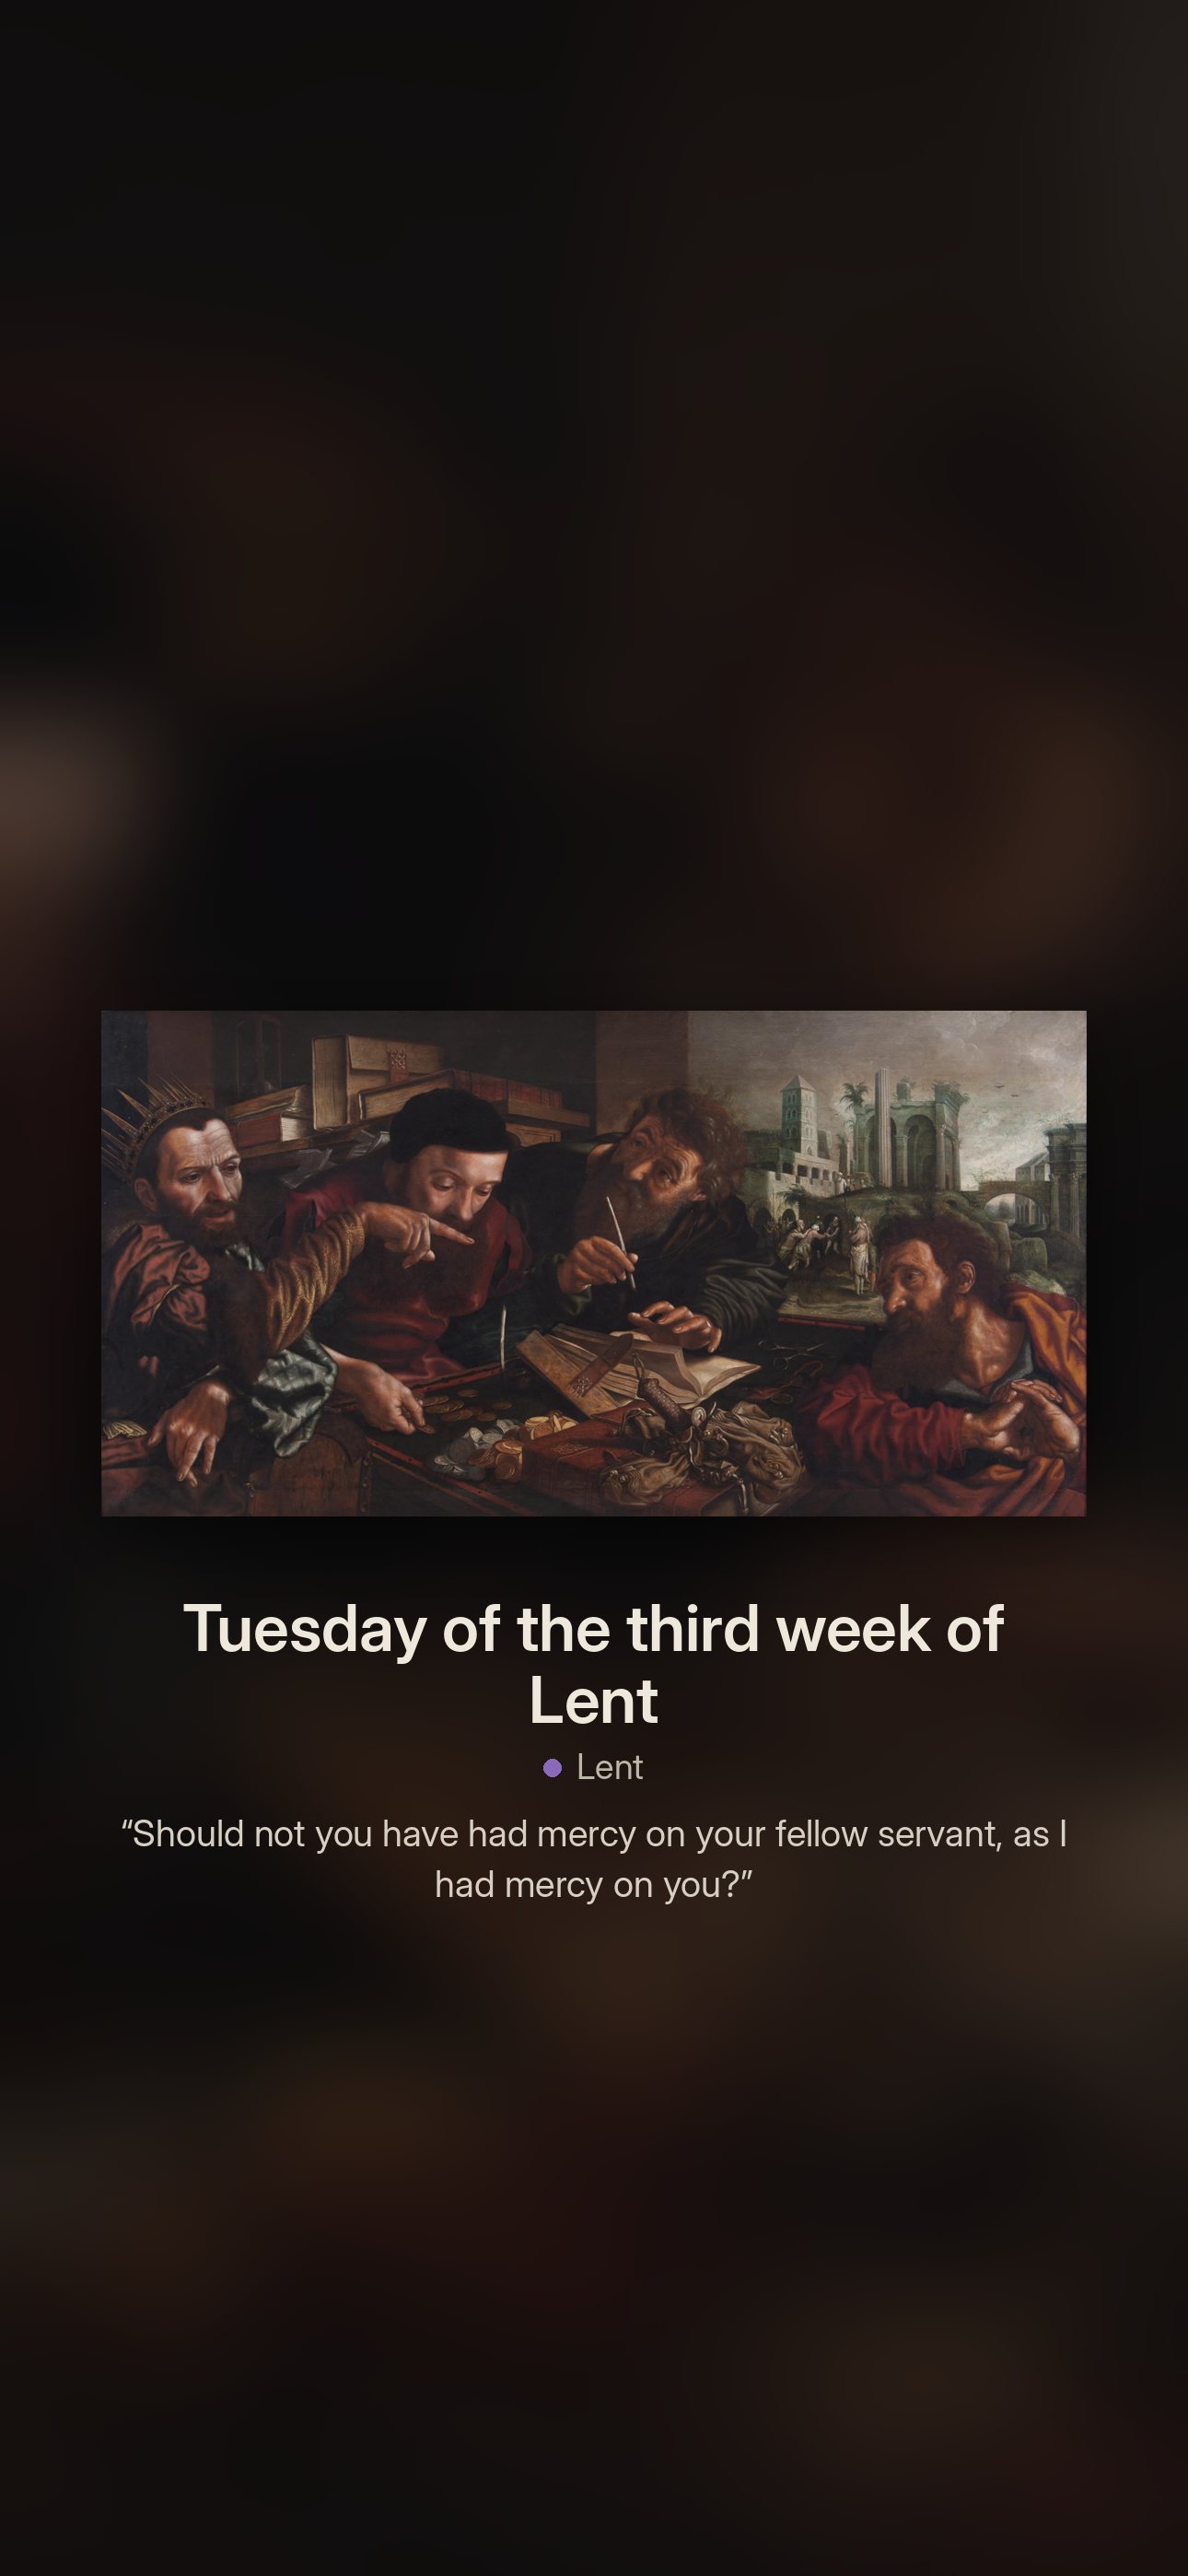 Tuesday of the third week of
Lent
Lent
“Should not you have had mercy on your fellow servant, as I
had mercy on you?”